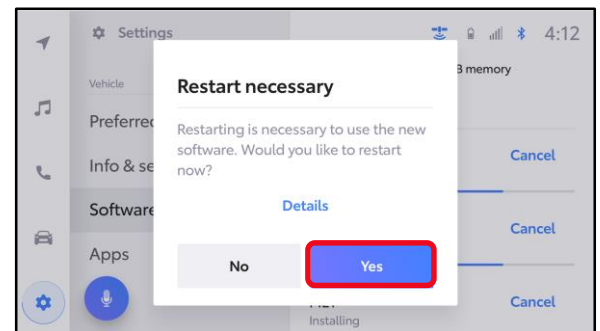 Settings
4:12
Vehicle
B memory
Preferred
Info & se
Software
Apps
Restart necessary
Restarting is necessary to use the new
software. Would you like to restart
now?
Details
No
Yes
Cancel
Cancel
Cancel
Installing